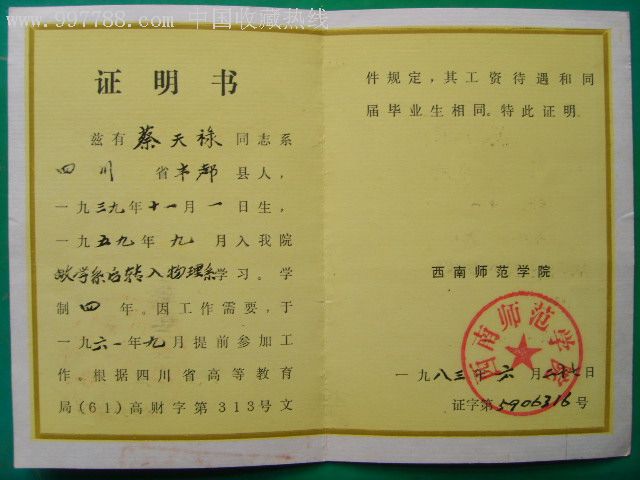 www.997788.com 中国收藏热线
证明书
兹有蔡天禄同志系
四川省丰都县人，
一九三九年十一月一日生，
一九五九年九月入我院
数学系后转入物理系学习。学
制四年。因工作需要，于
一九六一年九月提前参加工
作。根据四川省高等教育
局(61)高财字第313号文
件规定，其工资待遇和同
届毕业生相同。特此证明。
西南师范学院
西南师范学院
一九八三年六月二十七日
证字第5906316号